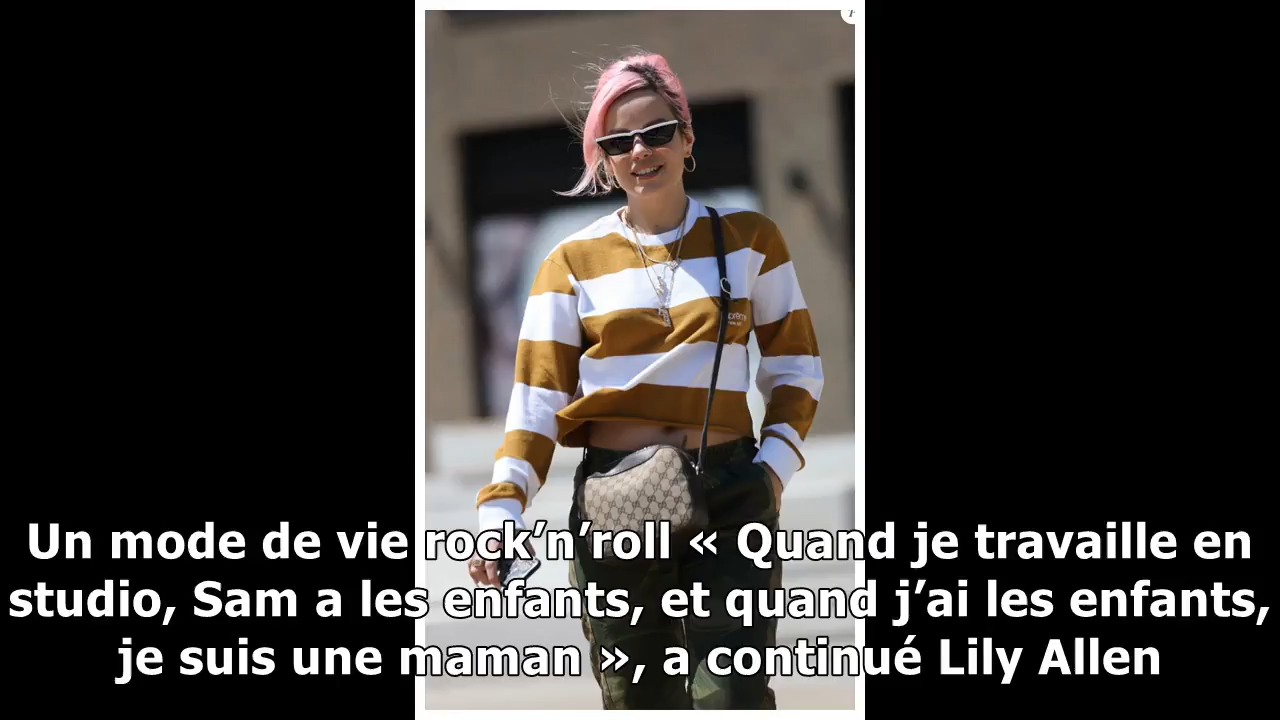 Un mode de vie rock’n’roll « Quand je travaille en
studio, Sam a les enfants, et quand j’ai les enfants,
je suis une maman », a continué Lily Allen